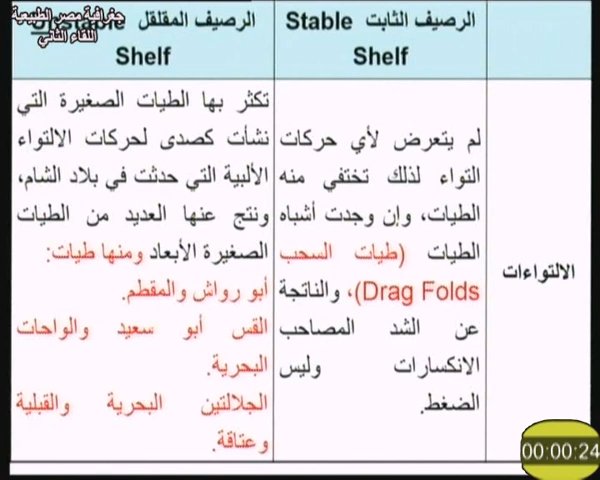 جغرافية مصر الطبيعية
اللقاء الثاني
الرصيف الثابت Stable
Shelf
الرصيف المقلقل
Shelf
الالتواءات
لم يتعرض لأي حركات
التواء لذلك تختفي منه
الطيات، وإن وجدت أشباه
الطيات (طيات السحب
Drag Folds)، والناتجة
عن الشد المصاحب
الانكسارات وليس
الضغط.
تكثر بها الطيات الصغيرة التي
نشأت كصدى لحركات الالتواء
الألبية التي حدثت في بلاد الشام،
ونتج عنها العديد من الطيات
الصغيرة الأبعاد ومنها طيات:
أبو رواش والمقطم.
القس أبو سعيد والواحات
البحرية.
الجلالتين البحرية والقبلية
وعتاقة.
00:00:24